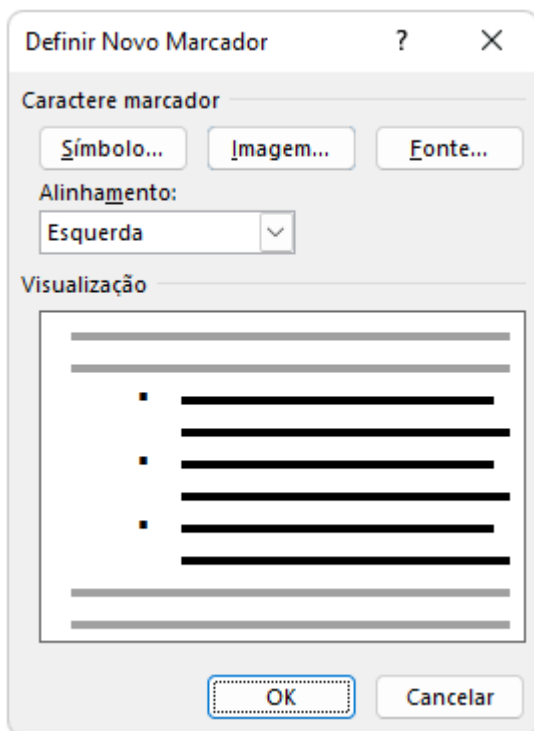 Definir Novo Marcador ?
Caractere marcador
Símbolo... Imagem... Fonte...
Alinhamento:
Esquerda
Visualização
OK Cancelar